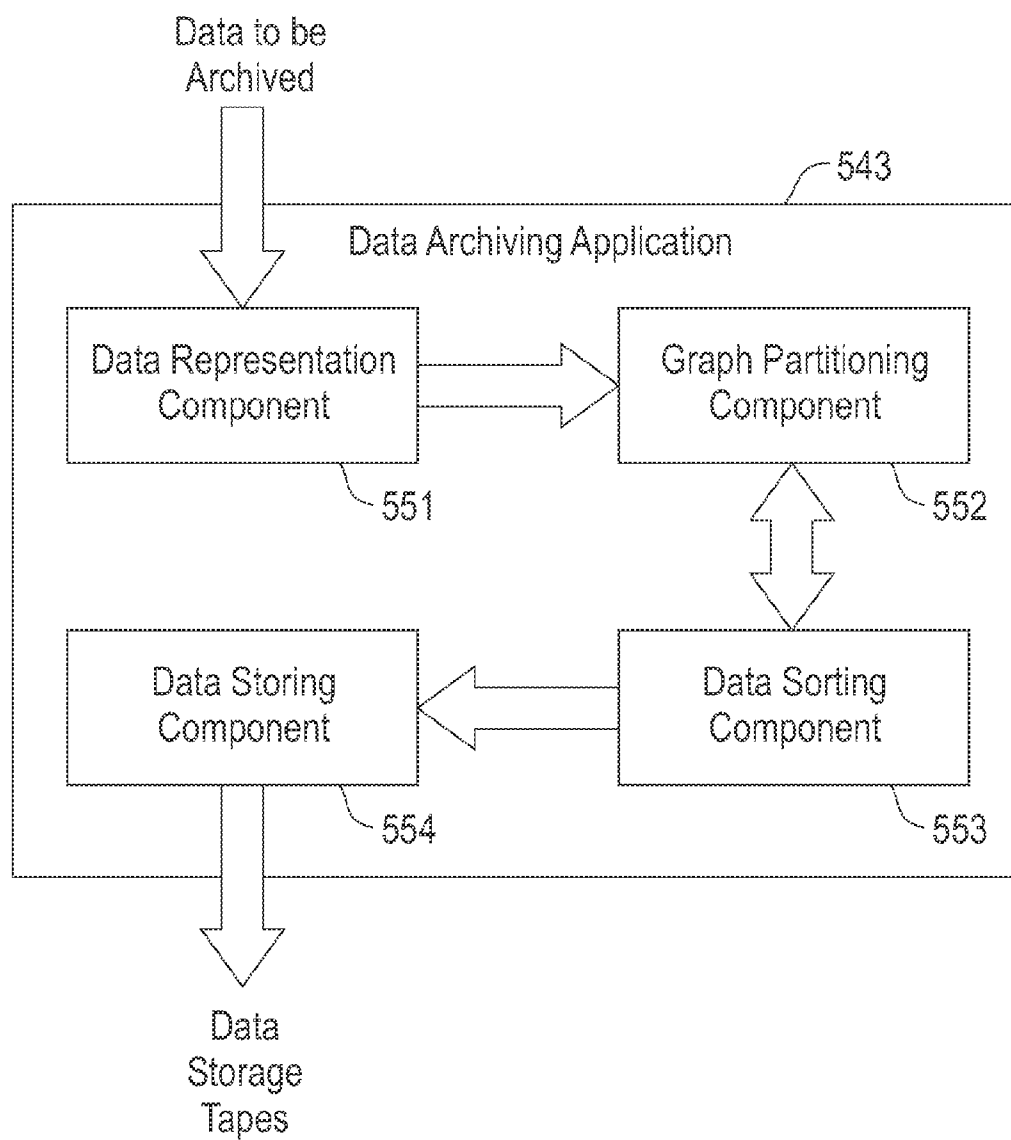 Data to be
Archived
543
Data Archiving Application
Data Representation
Component
551
Graph Partitioning
Component
552
Data Storing
Component
554
Data Sorting
Component
553
Data
Storage
Tapes